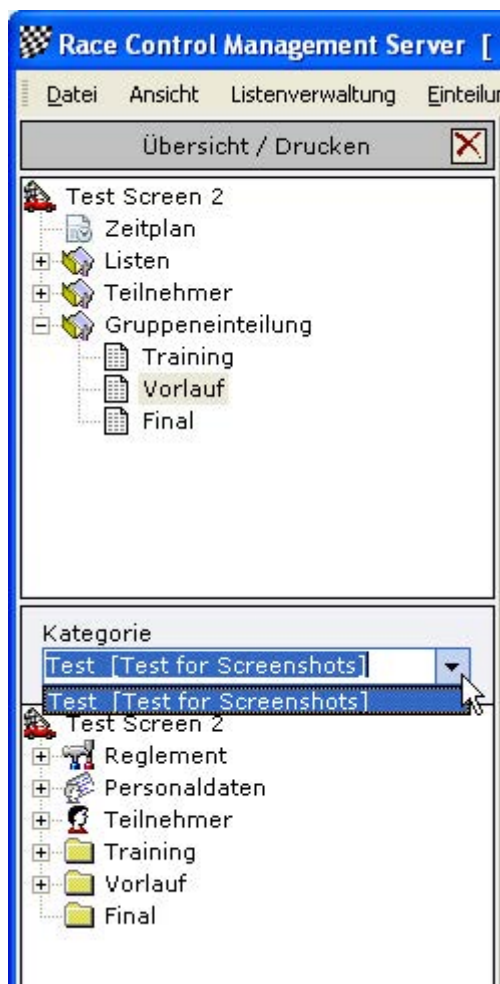 Race Control Management Server [
Datei Ansicht Listenverwaltung Einteilu
Übersicht / Drucken
Test Screen 2
Zeitplan
Listen
Teilnehmer
Gruppeneinteilung
Training
Vorlauf
Final
Kategorie
Test [Test for Screenshots]
Test [Test for Screenshots]
Test Screen 2
Reglement
Personaldaten
Teilnehmer
Training
Vorlauf
Final